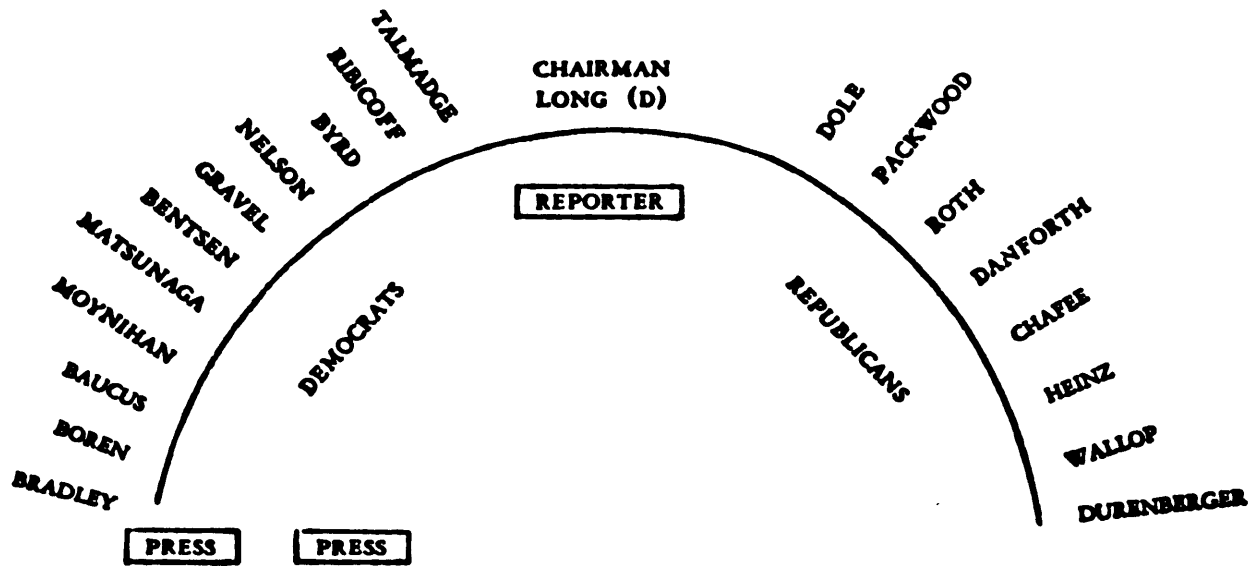 CHAIRMAN
LONG (D)
TALMADGE
RIBICOFF
BYRD
NELSON
GRAVEL
BENTSEN
MATSUNAGA
MOYNIHAN
BAUCUS
BOREN
BRADLEY
DOLE
PACKWOOD
ROTH
DANFORTH
CHAFEE
HEINZ
WALLOP
DURENBERGER
REPORTER
DEMOCRATS
REPUBLICANS
PRESS
PRESS